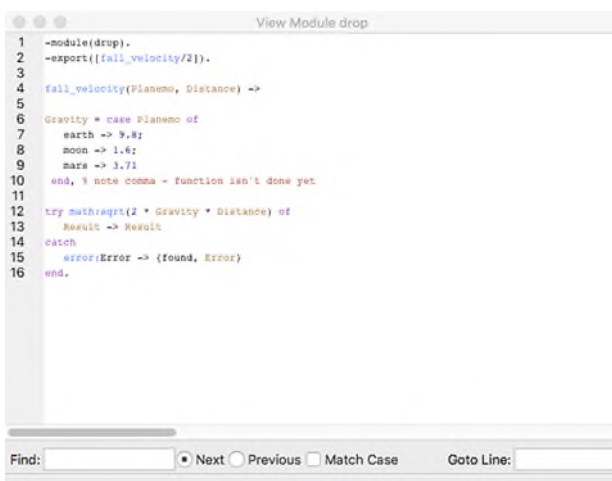 View Module drop
1 -module(drop).
2 -export([fall_velocity/2]).
3
4 fall_velocity(Planemo, Distance) ->
5
6 Gravity = case Planemo of
7 earth -> 9.8;
8 moon -> 1.6;
9 mars -> 3.71
10 end, % note comma - function isn't done yet
11
12 try math:sqrt(2 * Gravity * Distance) of
13 Result -> Result
14 catch
15 error:Error -> {found, Error}
16 end.
Find: Next Previous Match Case Goto Line: